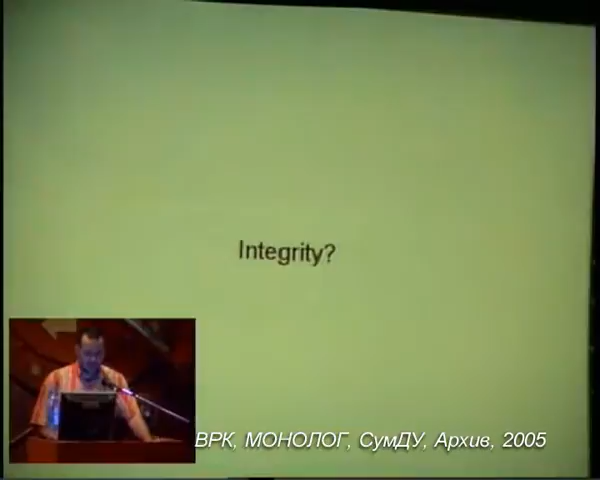 Integrity?
ВРК, МОНОЛОГ, СумДУ, Архив, 2005